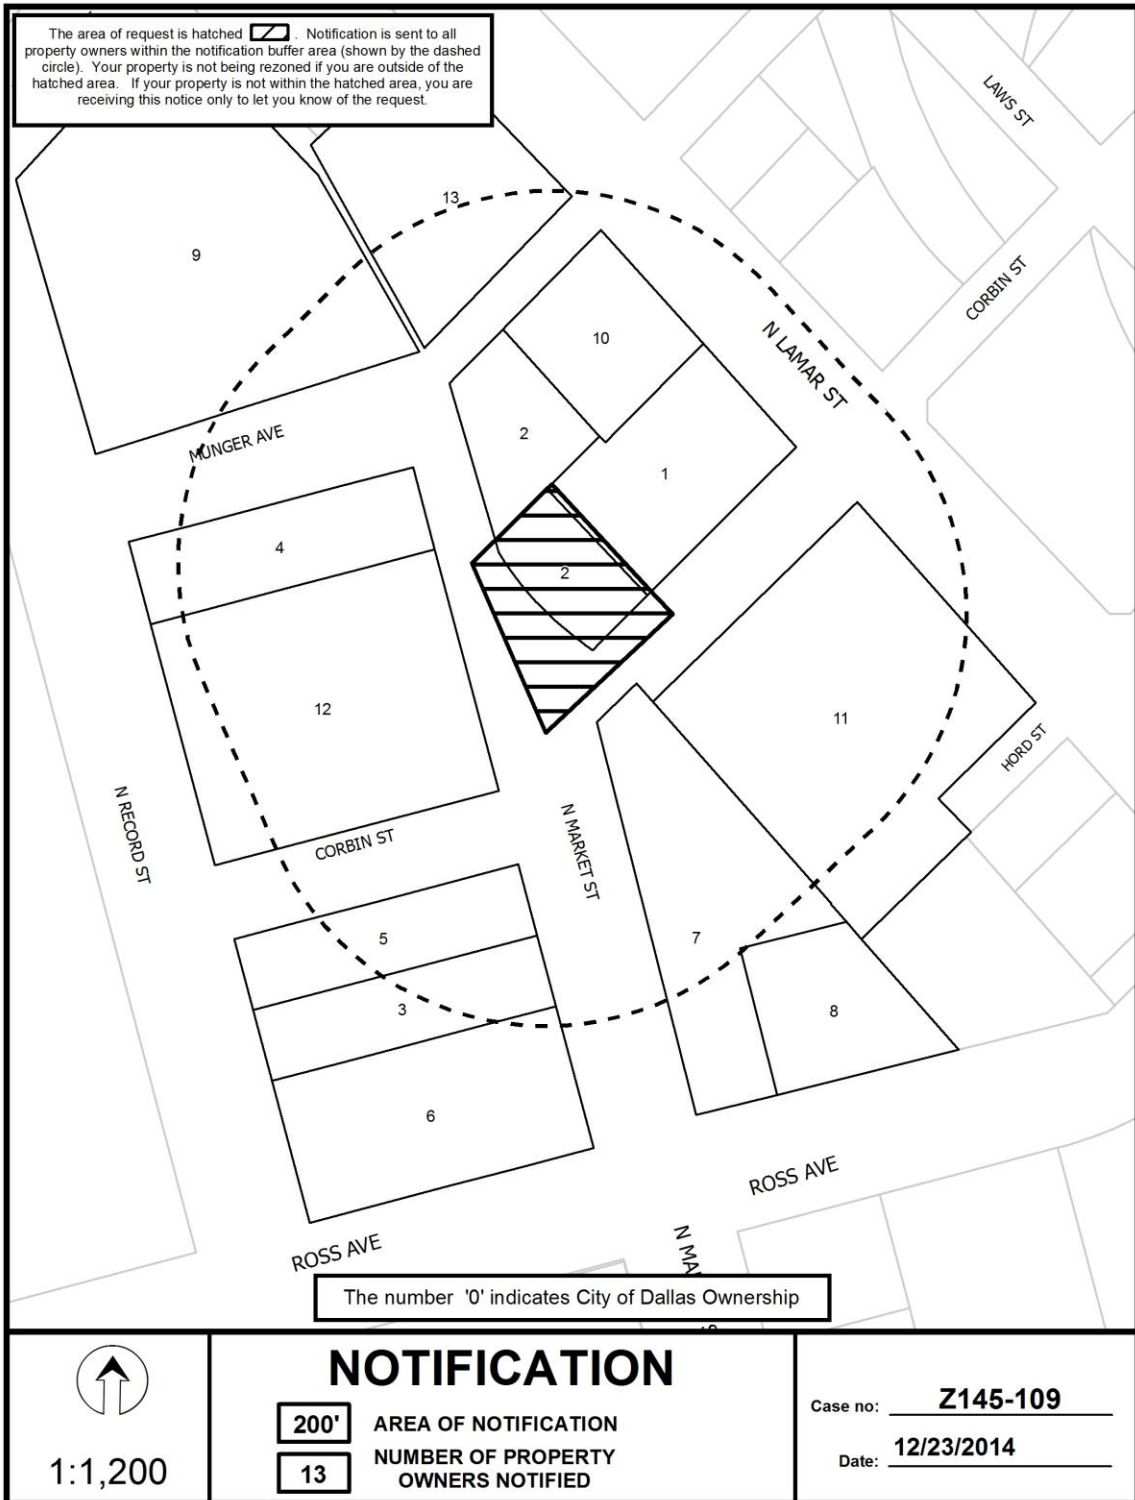 The area of request is hatched . Notification is sent to all
property owners within the notification buffer area (shown by the dashed
circle). Your property is not being rezoned if you are outside of the
hatched area. If your property is not within the hatched area, you are
receiving this notice only to let you know of the request.
LAWS ST
13
9
CORBIN ST
N LAMAR ST
10
MUNGER AVE
2
1
4
2
12
11
HORD ST
N RECORD ST
CORBIN ST
N MARKET ST
5
7
3
8
6
ROSS AVE
ROSS AVE
N MA
The number '0' indicates City of Dallas Ownership
1:1,200
NOTIFICATION
200' AREA OF NOTIFICATION
13 NUMBER OF PROPERTY
OWNERS NOTIFIED
Case no: Z145-109
Date: 12/23/2014